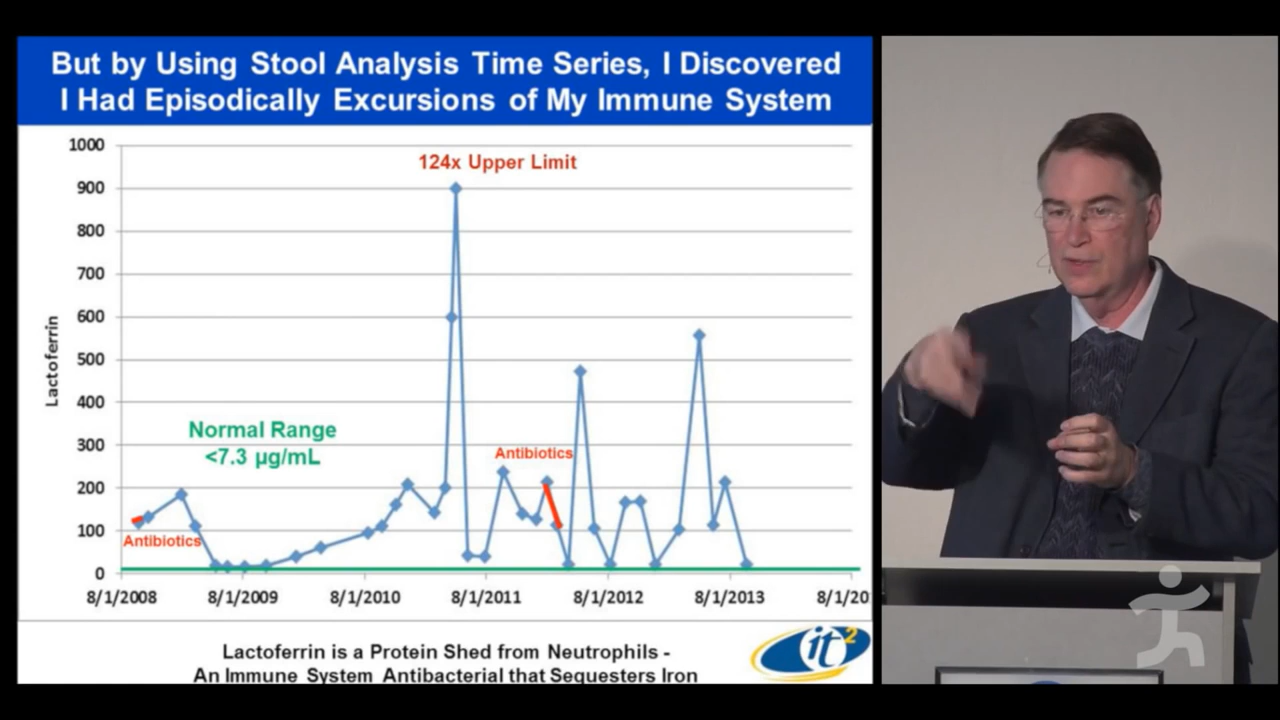 But by Using Stool Analysis Time Series, I Discovered
I Had Episodically Excursions of My Immune System
1000
900
800
700
600
500
400
300
200
100
0
Lactoferrin
124x Upper Limit
Normal Range
<7.3 µg/mL
Antibiotics
Antibiotics
8/1/2008
8/1/2009
8/1/2010
8/1/2011
8/1/2012
8/1/2013
8/1/20
Lactoferrin is a Protein Shed from Neutrophils -
An Immune System Antibacterial that Sequesters Iron
it2